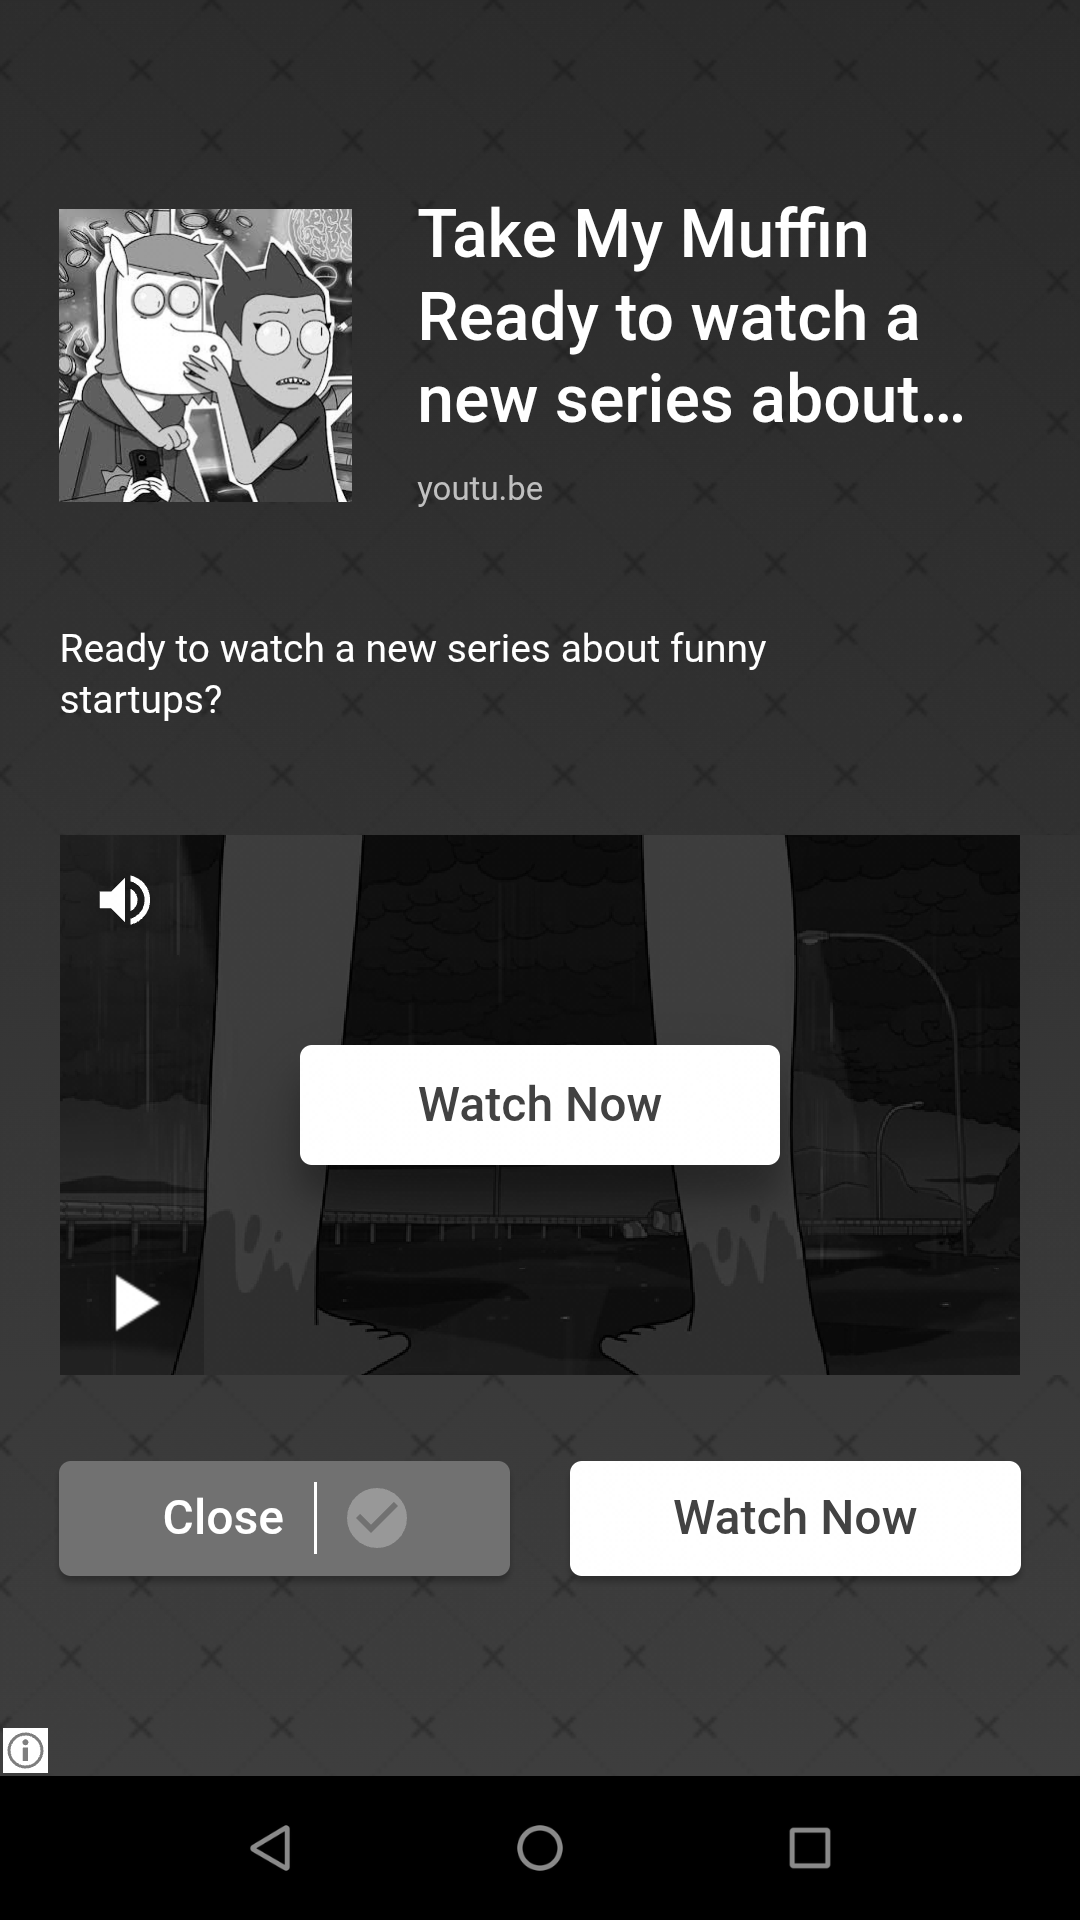 Take My Muffin
Ready to watch a
new series about...
youtu.be
Ready to watch a new series about funny
startups?
Watch Now
Close
Watch Now